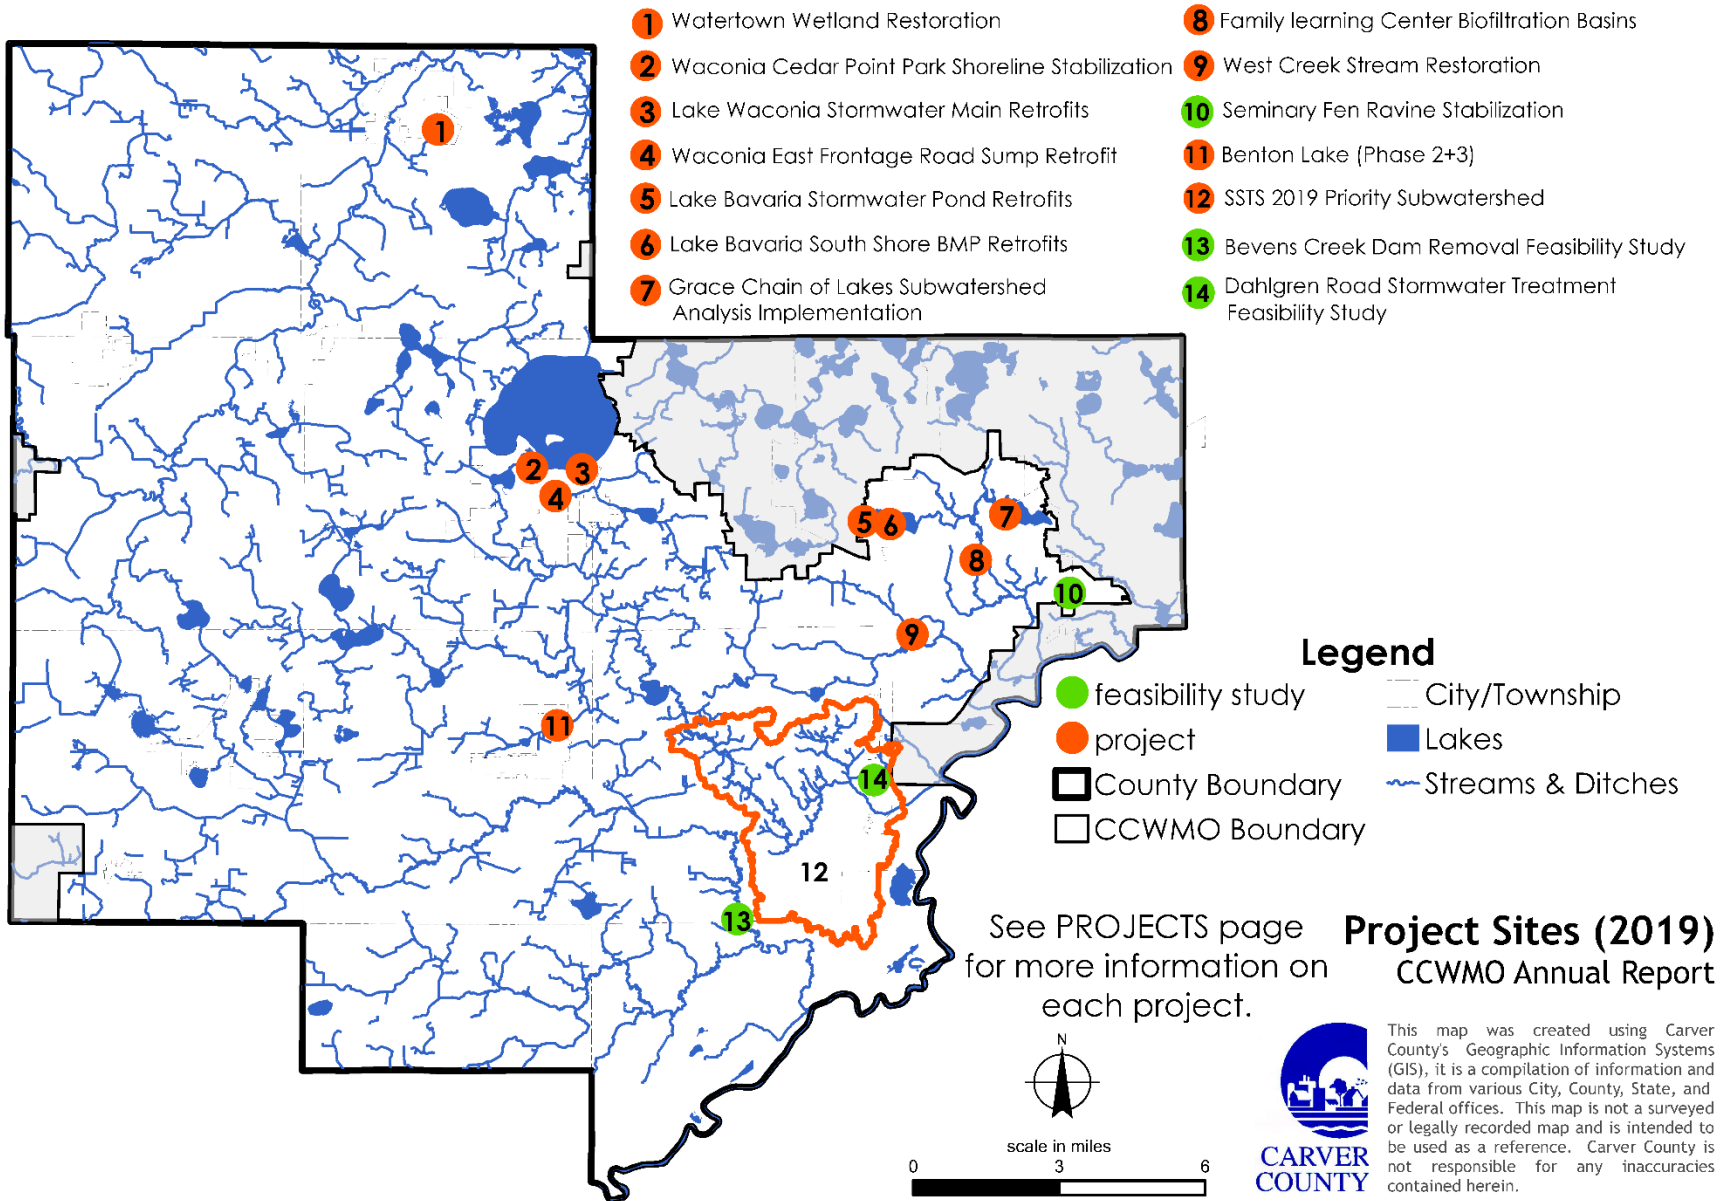 1 Watertown Wetland Restoration
2 Waconia Cedar Point Park Shoreline Stabilization
3 Lake Waconia Stormwater Main Retrofits
4 Waconia East Frontage Road Sump Retrofit
5 Lake Bavaria Stormwater Pond Retrofits
6 Lake Bavaria South Shore BMP Retrofits
7 Grace Chain of Lakes Subwatershed
Analysis Implementation
8 Family learning Center Biofiltration Basins
9 West Creek Stream Restoration
10 Seminary Fen Ravine Stabilization
11 Benton Lake (Phase 2+3)
12 SSTS 2019 Priority Subwatershed
13 Bevens Creek Dam Removal Feasibility Study
14 Dahlgren Road Stormwater Treatment
Feasibility Study
1
2
3
4
5
6
7
8
10
9
11
14
12
13
Legend
feasibility study
project
County Boundary
CCWMO Boundary
City/Township
Lakes
Streams & Ditches
See PROJECTS page
for more information on
each project.
Project Sites (2019)
CCWMO Annual Report
N
scale in miles
0 3 6
CARVER
COUNTY
This map was created using Carver
County's Geographic Information Systems
(GIS), it is a compilation of information and
data from various City, County, State, and
Federal offices. This map is not a surveyed
or legally recorded map and is intended to
be used as a reference. Carver County is
not responsible for any inaccuracies
contained herein.